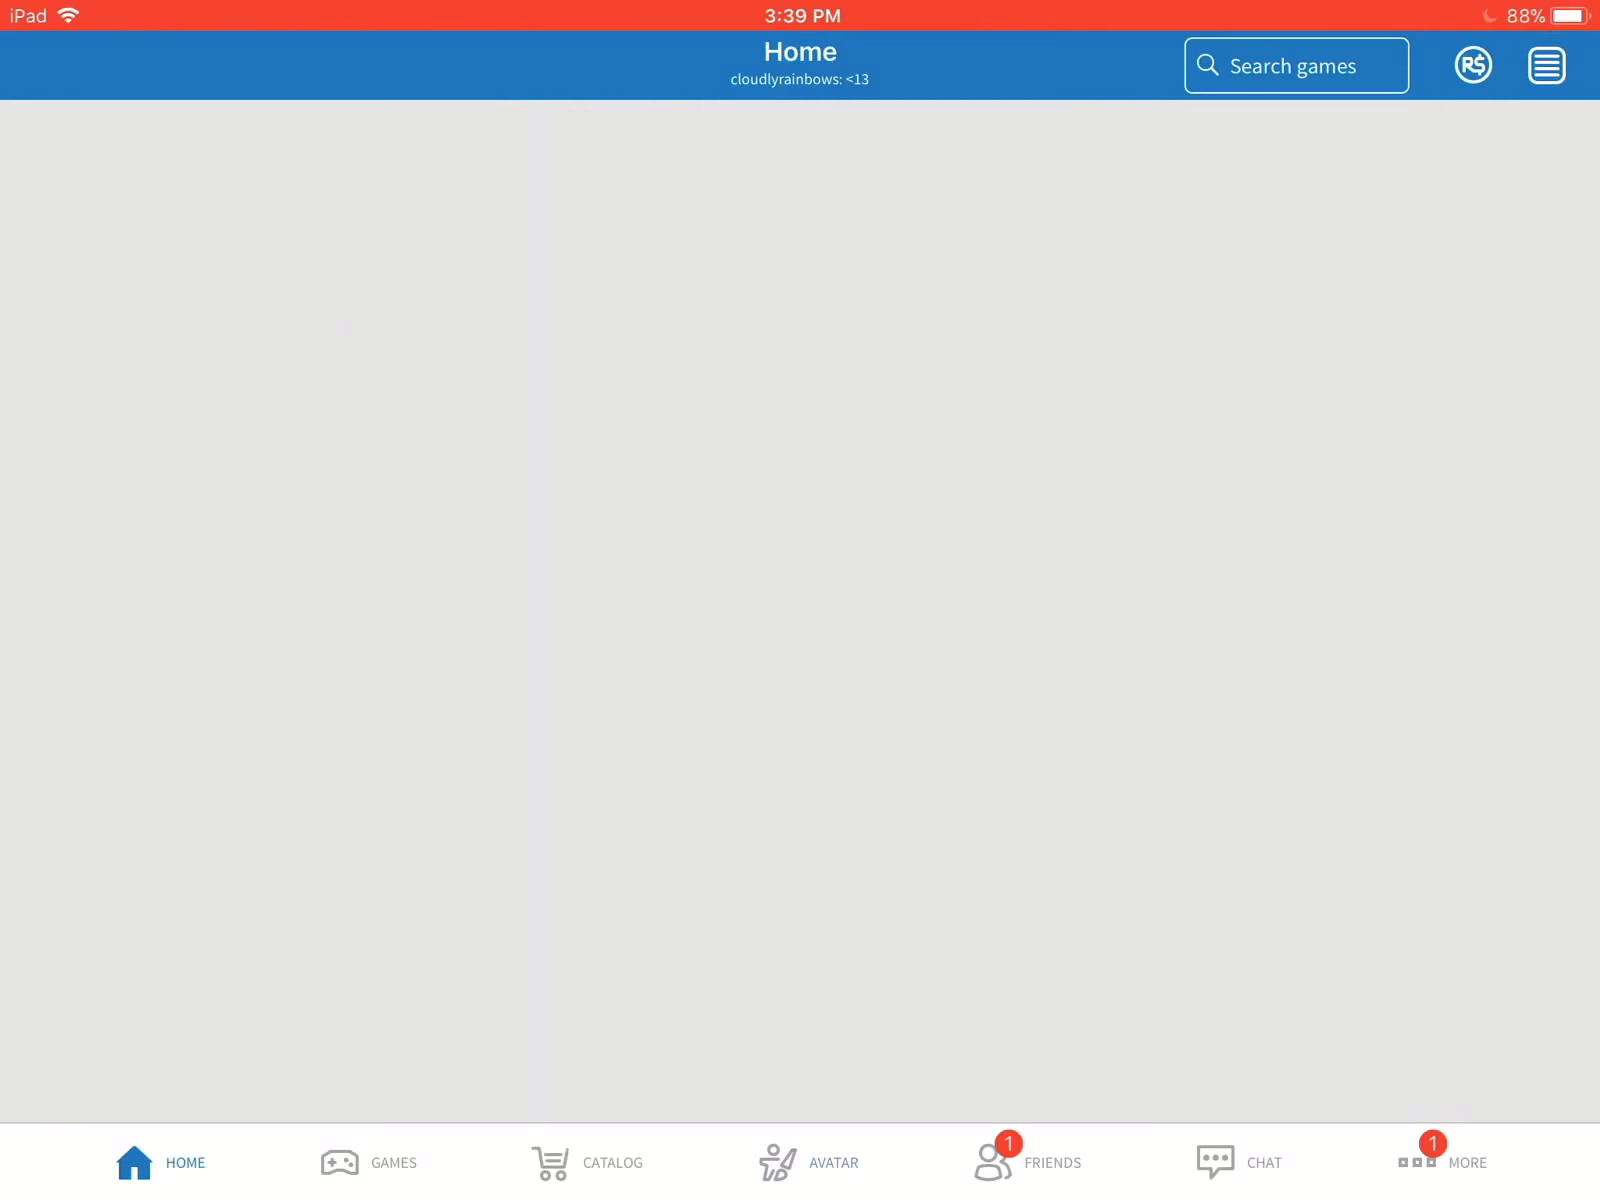 iPad
3:39 PM
88%
Home
cloudlyrainbows: <13
Search games
R$
HOME
GAMES
CATALOG
AVATAR
1
FRIENDS
CHAT
1
MORE